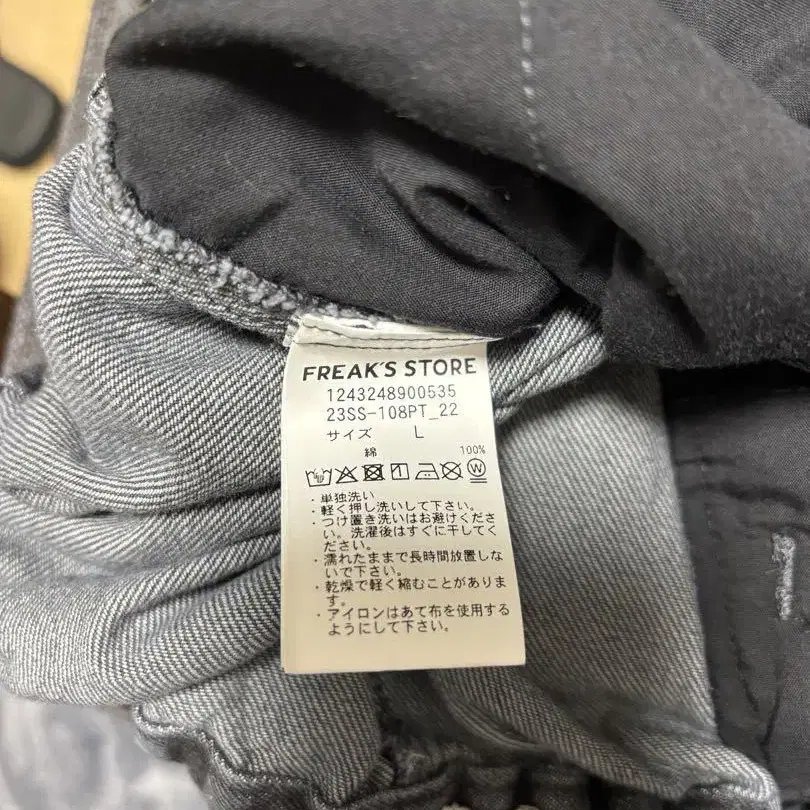 FREAK'S STORE
1243248900535
23SS-108PT_22
サイズ L
綿 100%
・単独洗い
・軽く押し洗いして下さい。
・つけ置き洗いはお避けくださ
い。洗濯後はすぐに干してく
ださい。
・濡れたままで長時間放置しな
いで下さい。
・乾燥で軽く縮むことがありま
す。
・アイロンはあて布を使用する
ようにして下さい。